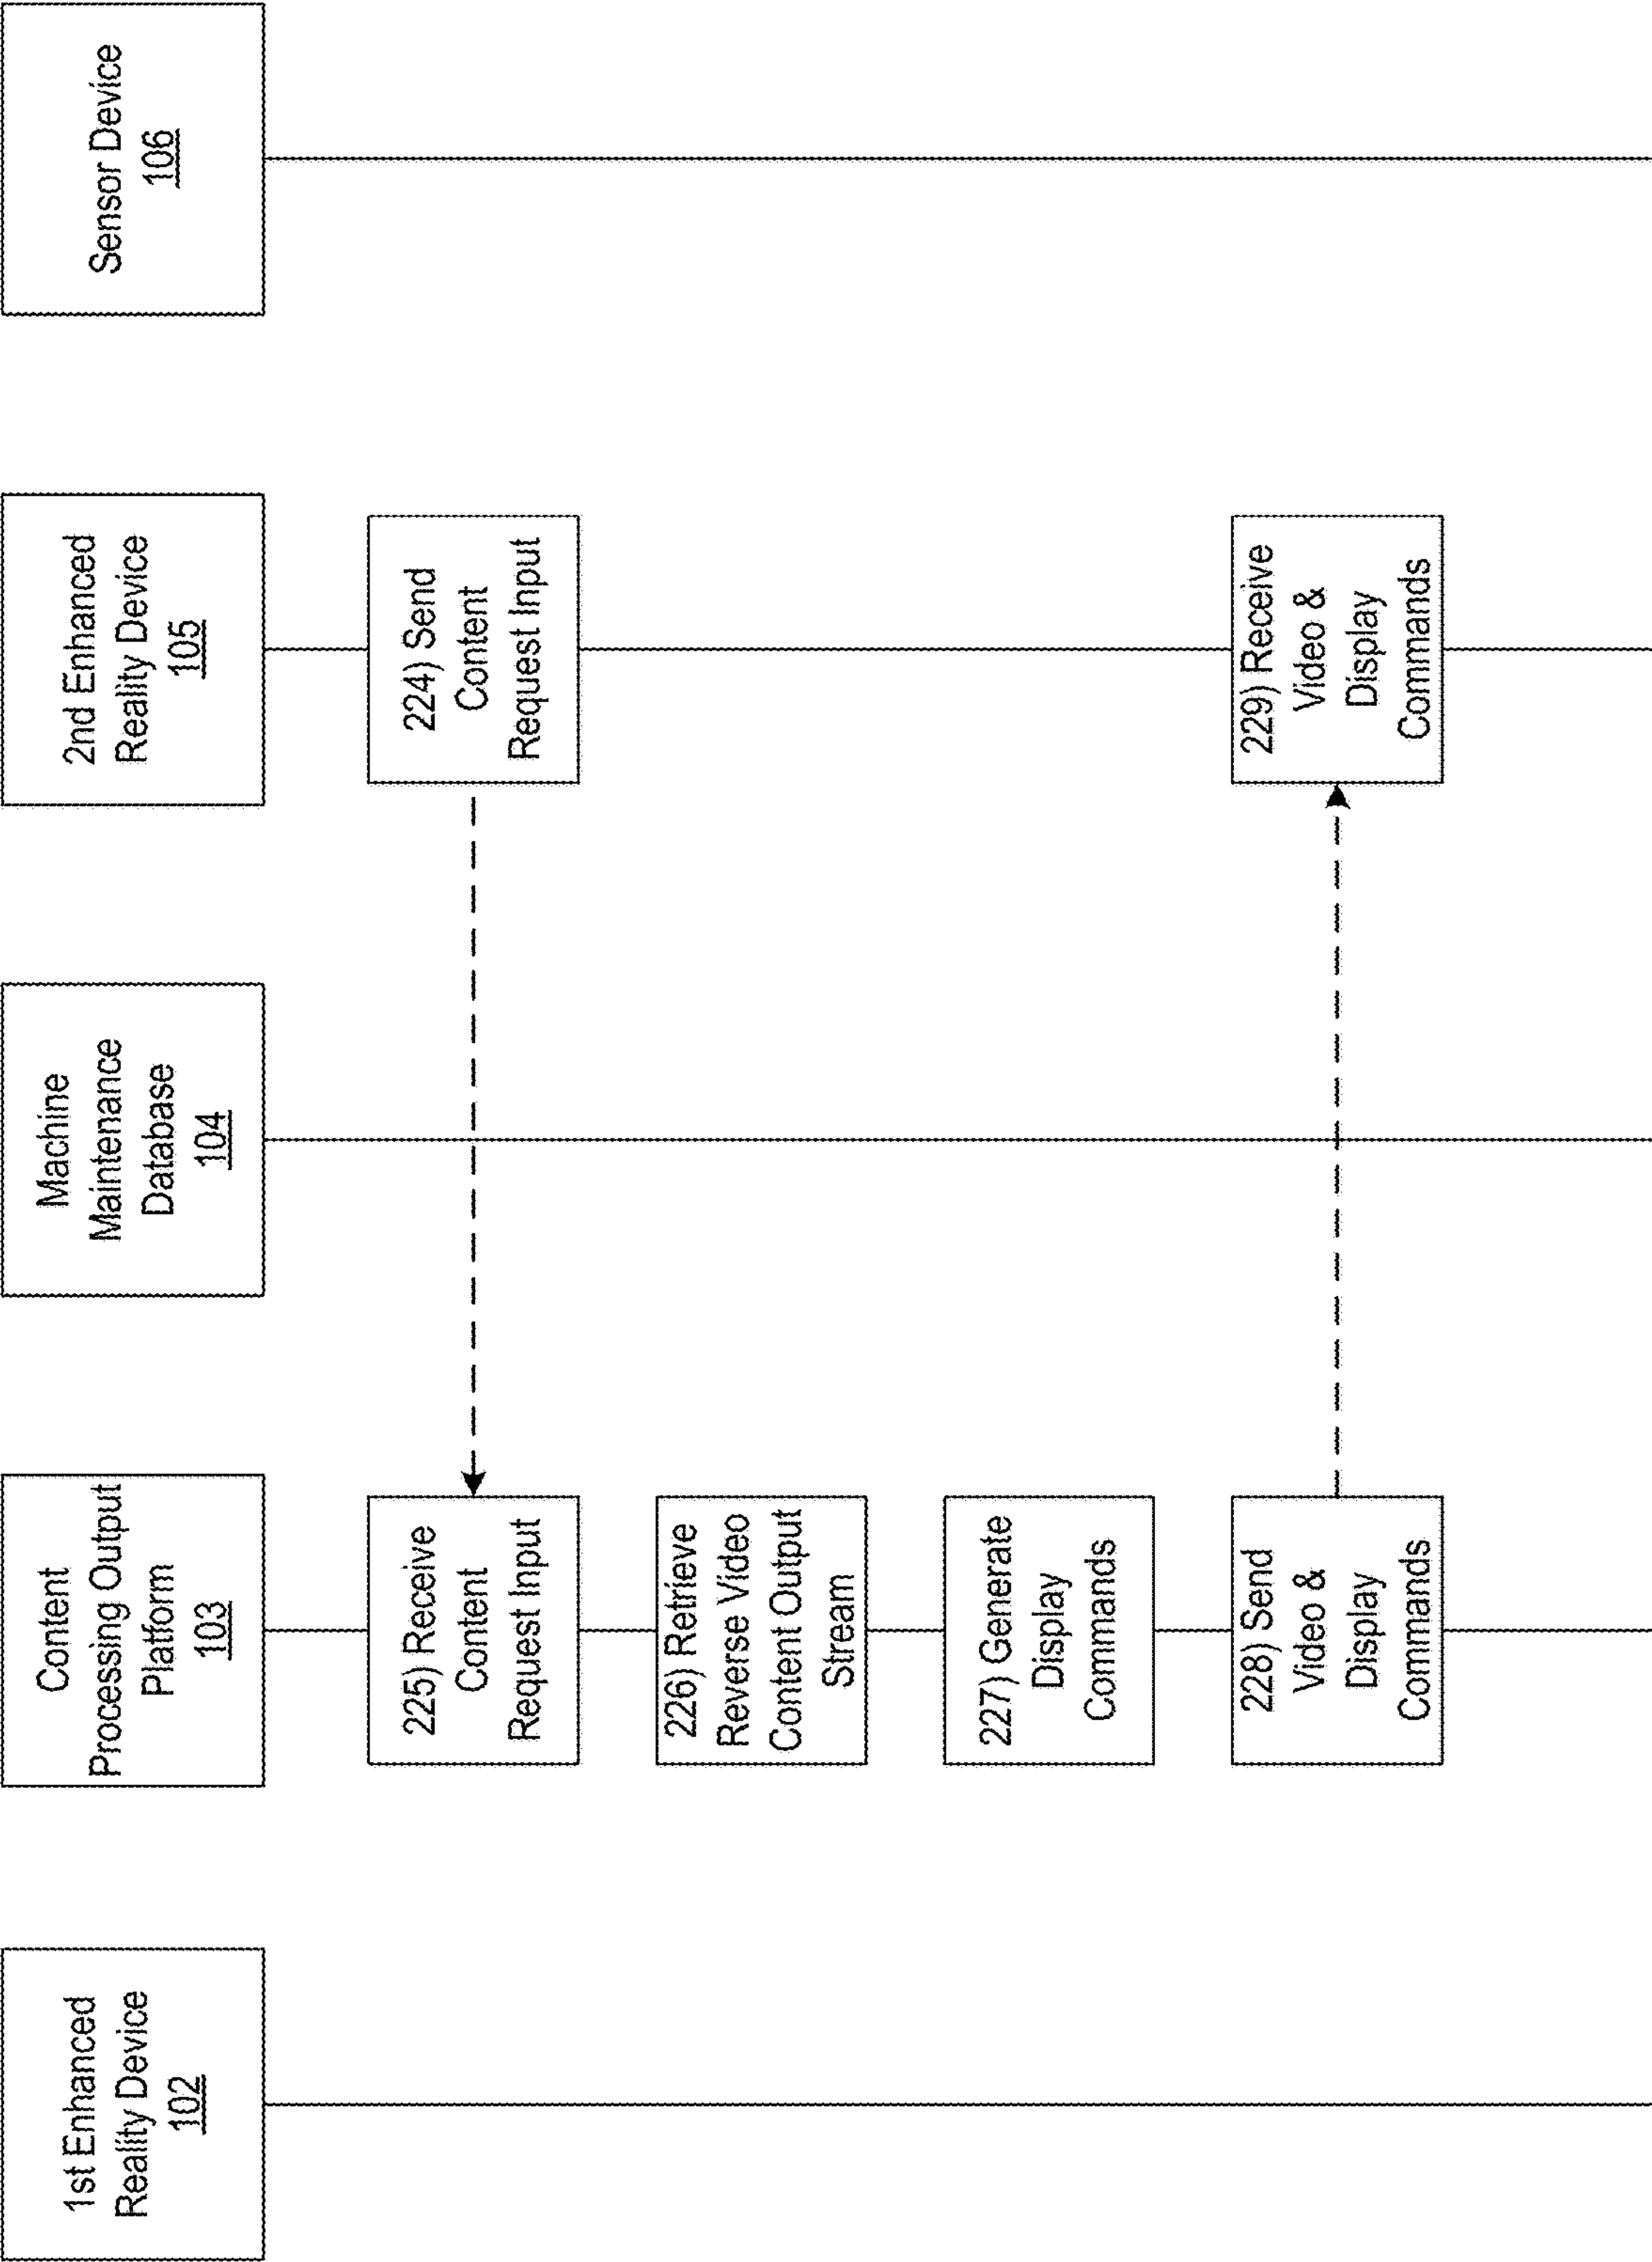 1st Enhanced
Reality Device
102
Content
Processing Output
Platform
103
Machine
Maintenance
Database
104
2nd Enhanced
Reality Device
105
Sensor Device
106
224) Send
Content
Request Input
225) Receive
Content
Request Input
226) Retrieve
Reverse Video
Content Output
Stream
227) Generate
Display
Commands
228) Send
Video &
Display
Commands
229) Receive
Video &
Display
Commands